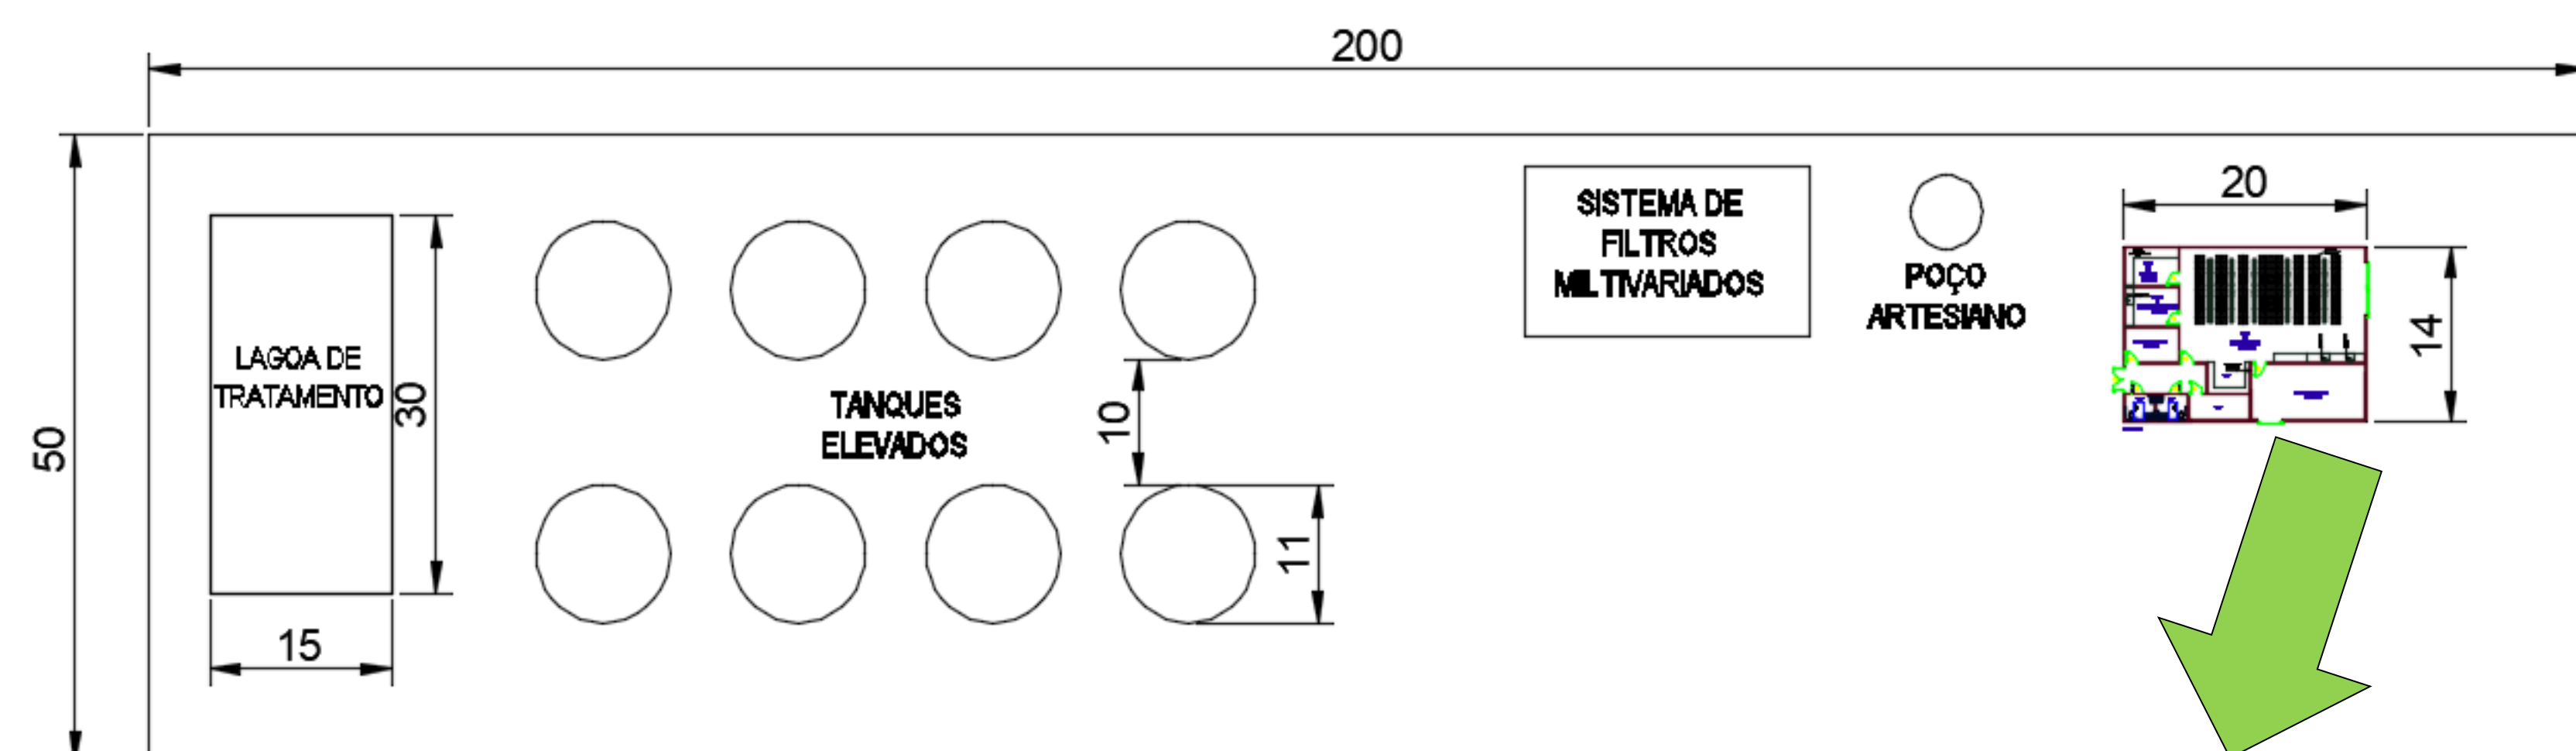 200
50
LAGOA DE
TRATAMENTO
30
15
TANQUES
ELEVADOS
10
11
SISTEMA DE
FILTROS
MILTIVARIADOS
POÇO
ARTESIANO
20
14